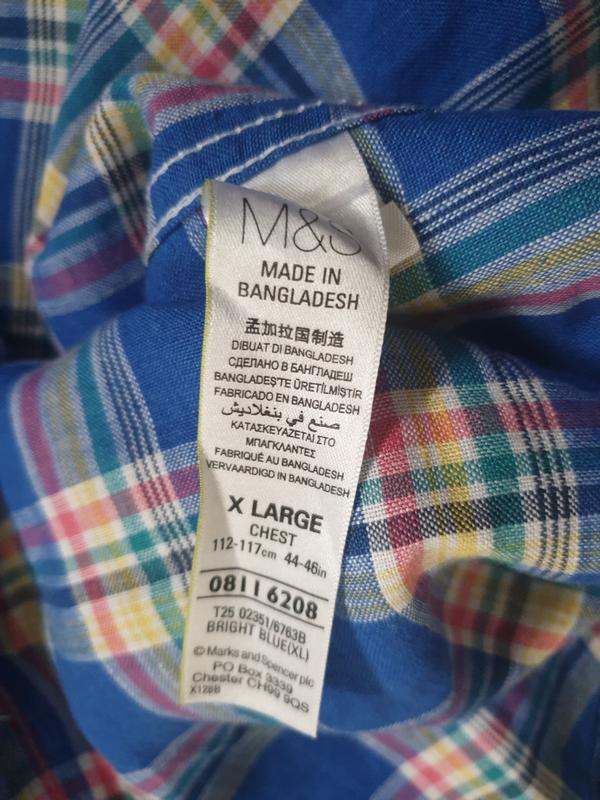 M&S
MADE IN
BANGLADESH
孟加拉国制造
DIBUAT DI BANGLADESH
СДЕЛАНО В БАНГЛАДЕШ
BANGLADEŞ'TE ÜRETİLMİŞTİR
FABRICADO EN BANGLADESH
صنع في بنغلاديش
ΚΑΤΑΣΚΕΥΑΖΕΤΑΙ ΣΤΟ
ΜΠΑΓΚΛΑΝΤΕΣ
FABRIQUÉ AU BANGLADESH
VERVAARDIGD IN BANGLADESH
X LARGE
CHEST
112-117cm 44-46in
08116208
T25 02351/6763B
BRIGHT BLUE(XL)
© Marks and Spencer plc
PO Box 3339
Chester CH99 9QS
X128B